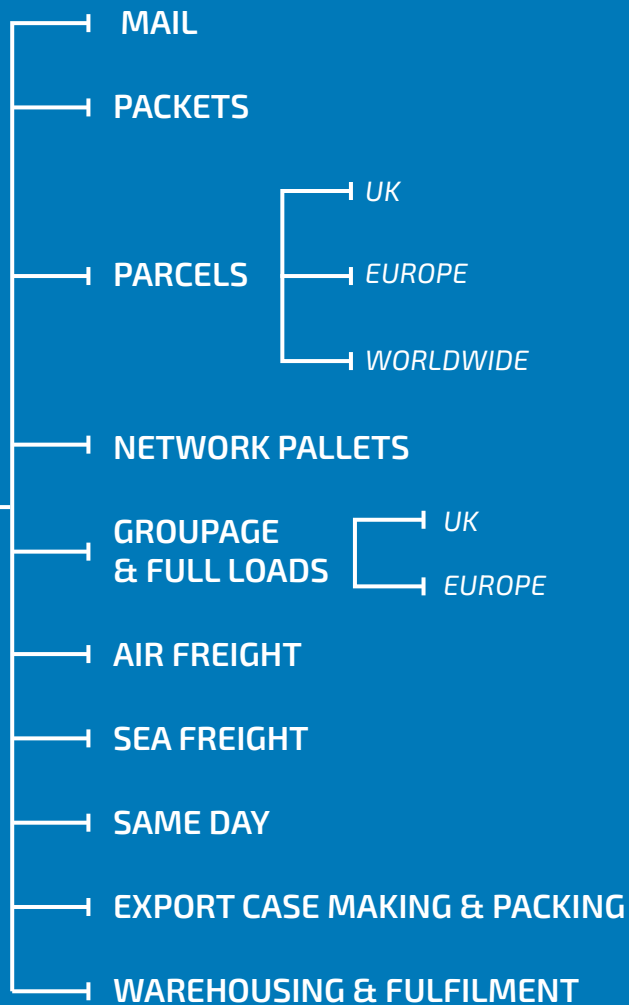 MAIL
PACKETS
PARCELS
UK
EUROPE
WORLDWIDE
NETWORK PALLETS
GROUPAGE
& FULL LOADS
UK
EUROPE
AIR FREIGHT
SEA FREIGHT
SAME DAY
EXPORT CASE MAKING & PACKING
WAREHOUSING & FULFILMENT